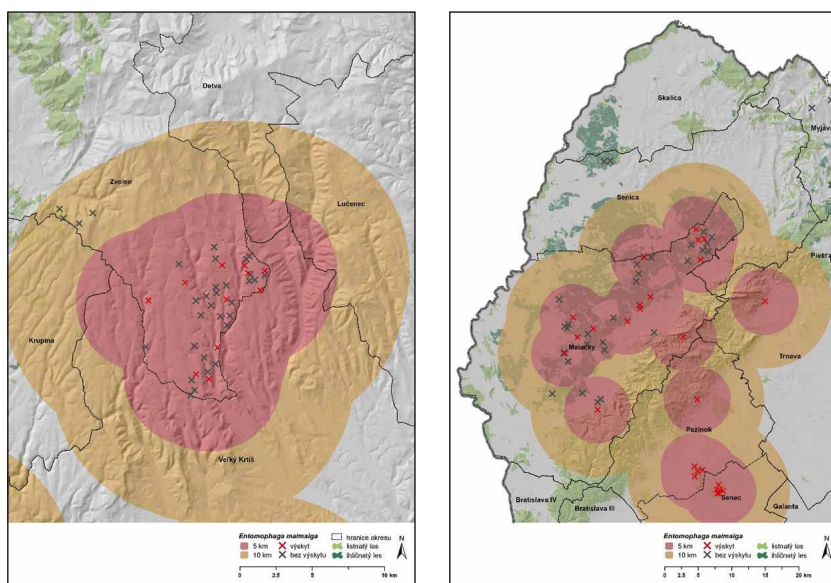 Detva
Zvolen
Lučenec
Krupina
Veľký Krtíš
Entomophaga maimaiga
5 km
výskyt
hranice okresu
listnatý les
10 km
bez výskytu
ihličnatý les
N
0
2.5
5
10 km
Skalica
Myjava
Senica
Piešťa
Malacky
Trnava
Pezinok
Bratislava IV
Bratislava III
Senec
Galanta
Entomophaga maimaiga
5 km
výskyt
hranice okresu
listnatý les
10 km
bez výskytu
ihličnatý les
N
0
2.5
5
10
15
20 km